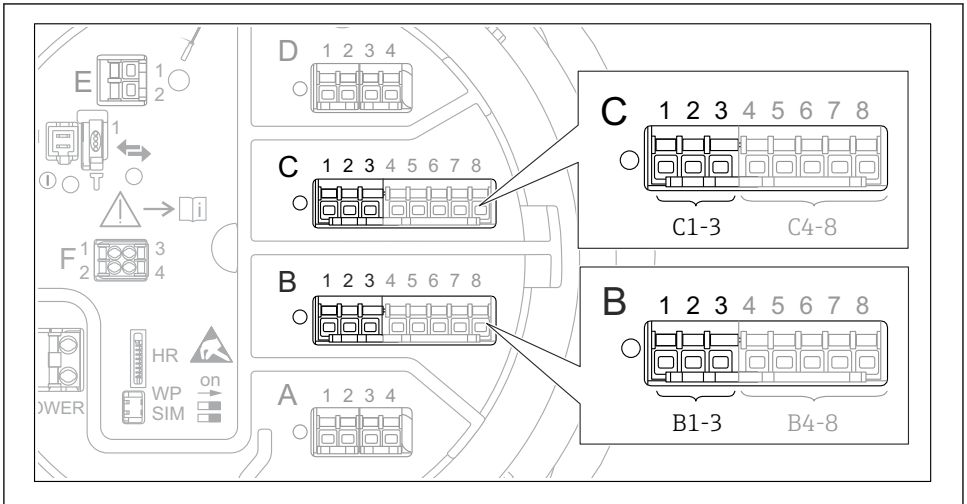 D 1 2 3 4
E 1
2
1
C 1 2 3 4 5 6 7 8
C 1 2 3 4 5 6 7 8
C1-3 C4-8
i
F 1 3
2 4
B 1 2 3 4 5 6 7 8
B 1 2 3 4 5 6 7 8
B1-3 B4-8
HR
on
WP
SIM
OWER
A 1 2 3 4